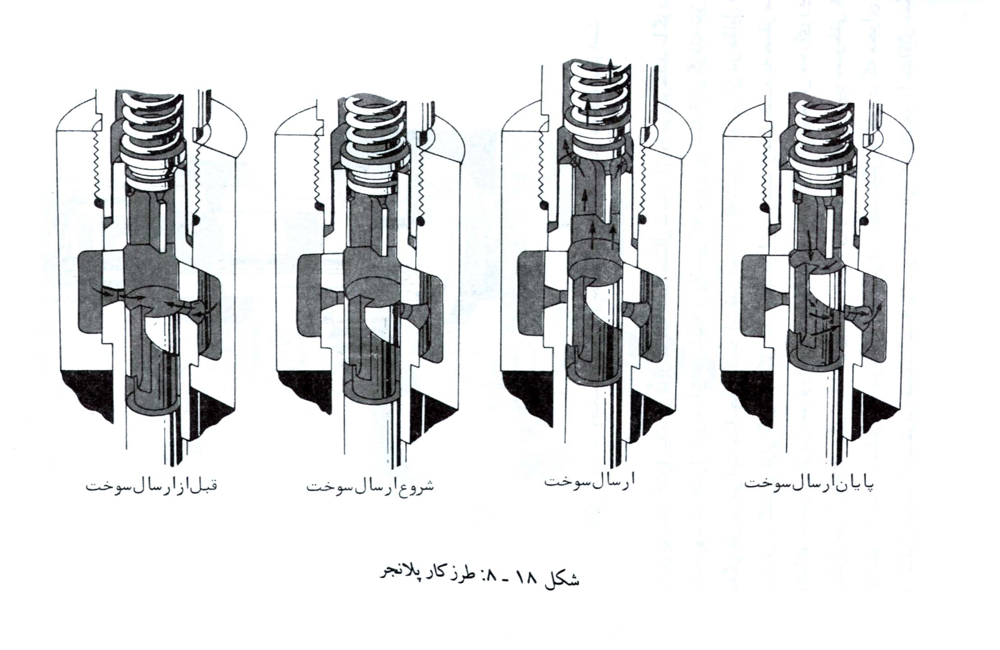 قبل از ارسال سوخت
شروع ارسال سوخت
ارسال سوخت
پایان ارسال سوخت
شکل ۱۸ - ۸: طرز کار پلانجر